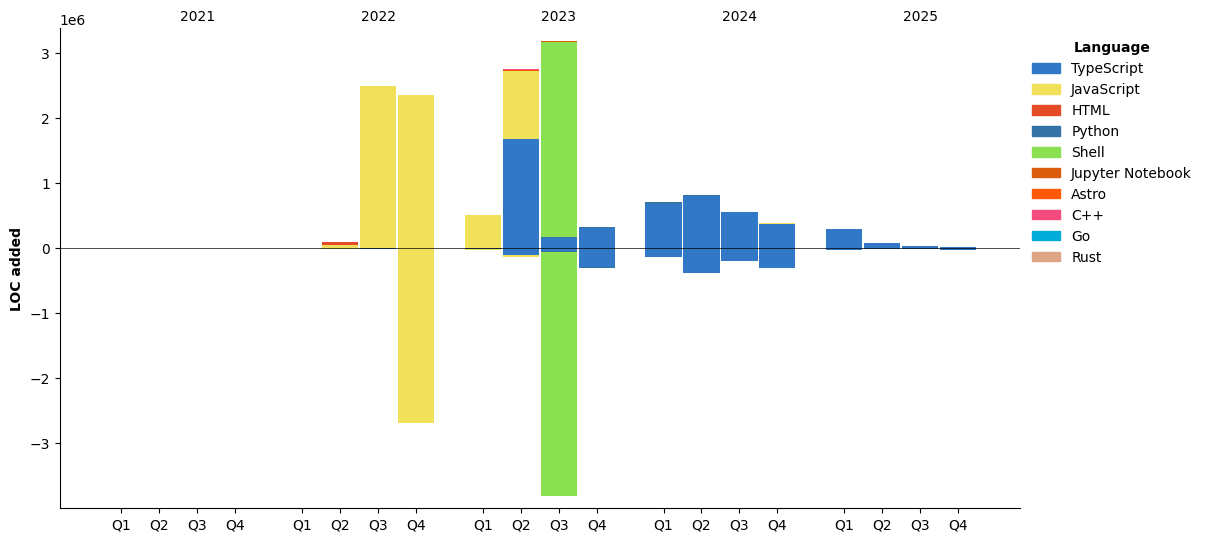 2021 2022 2023 2024 2025
1e6
3
2
1
0
−1
−2
−3
LOC added
Q1 Q2 Q3 Q4 Q1 Q2 Q3 Q4 Q1 Q2 Q3 Q4 Q1 Q2 Q3 Q4 Q1 Q2 Q3 Q4
Language
TypeScript
JavaScript
HTML
Python
Shell
Jupyter Notebook
Astro
C++
Go
Rust